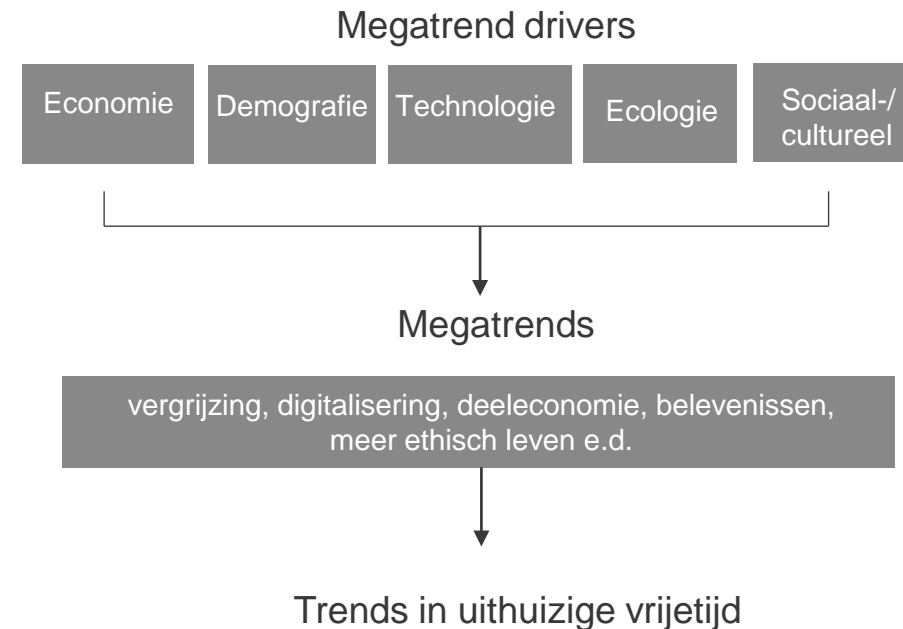 Megatrend drivers
Economie
Demografie
Technologie
Ecologie
Sociaal-/
cultureel
Megatrends
vergrijzing, digitalisering, deeleconomie, belevenissen,
meer ethisch leven e.d.
Trends in uithuizige vrijetijd